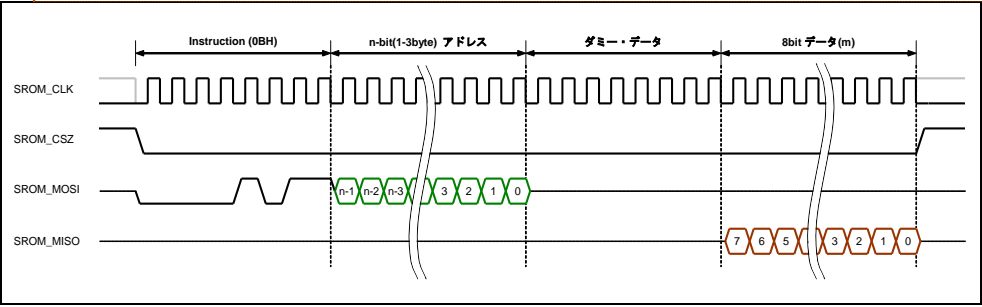 Instruction (0BH) n-bit(1-3byte) アドレス ダミー・データ 8bit データ(m)
SROM_CLK
SROM_CSZ
SROM_MOSI n-1 n-2 n-3 3 2 1 0
SROM_MISO 7 6 5 3 2 1 0